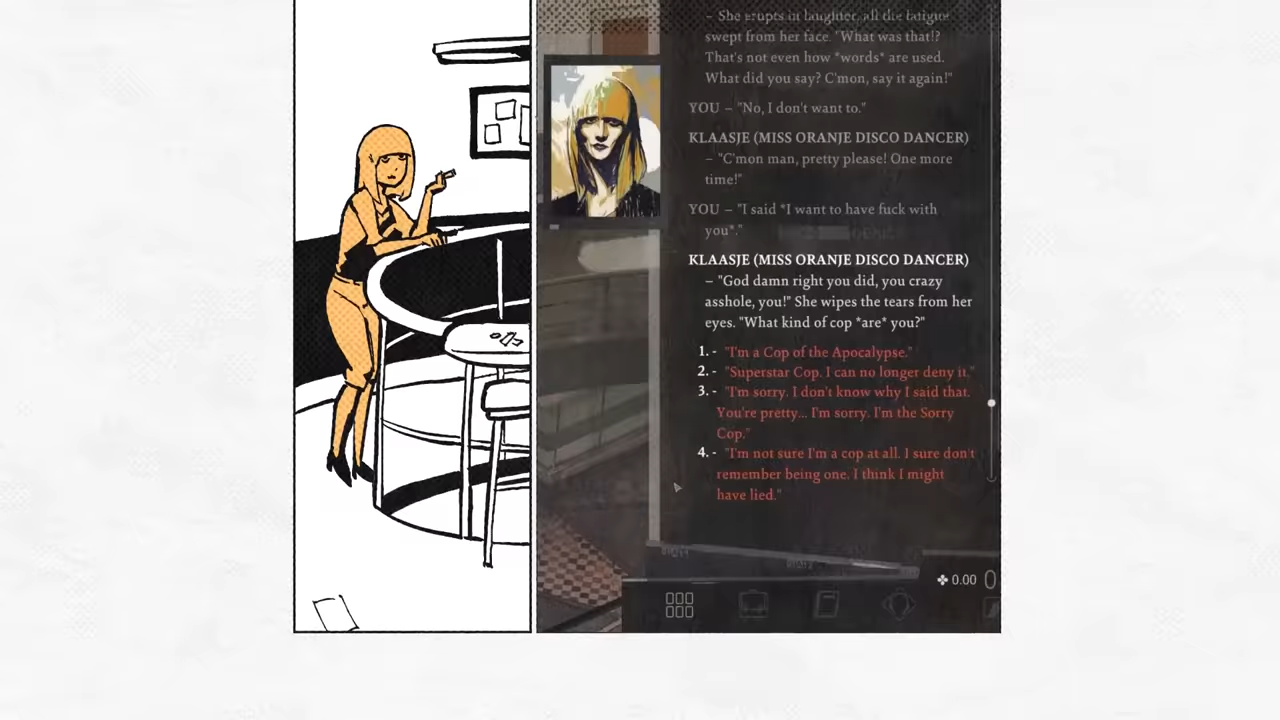 – She erupts in laughter, all the fatigue
swept from her face. "What was that!?
That's not even how *words* are used.
What did you say? C'mon, say it again!"
YOU – "No, I don't want to."
KLAASJE (MISS ORANJE DISCO DANCER)
– "C'mon man, pretty please! One more
time!"
YOU – "I said *I want to have fuck with
you*."
KLAASJE (MISS ORANJE DISCO DANCER)
– "God damn right you did, you crazy
asshole, you!" She wipes the tears from her
eyes. "What kind of cop *are* you?"
1. - "I'm a Cop of the Apocalypse."
2. - "Superstar Cop. I can no longer deny it."
3. - "I'm sorry. I don't know why I said that.
You're pretty... I'm sorry. I'm the Sorry
Cop."
4. - "I'm not sure I'm a cop at all. I sure don't
remember being one. I think I might
have lied."
0.00
0